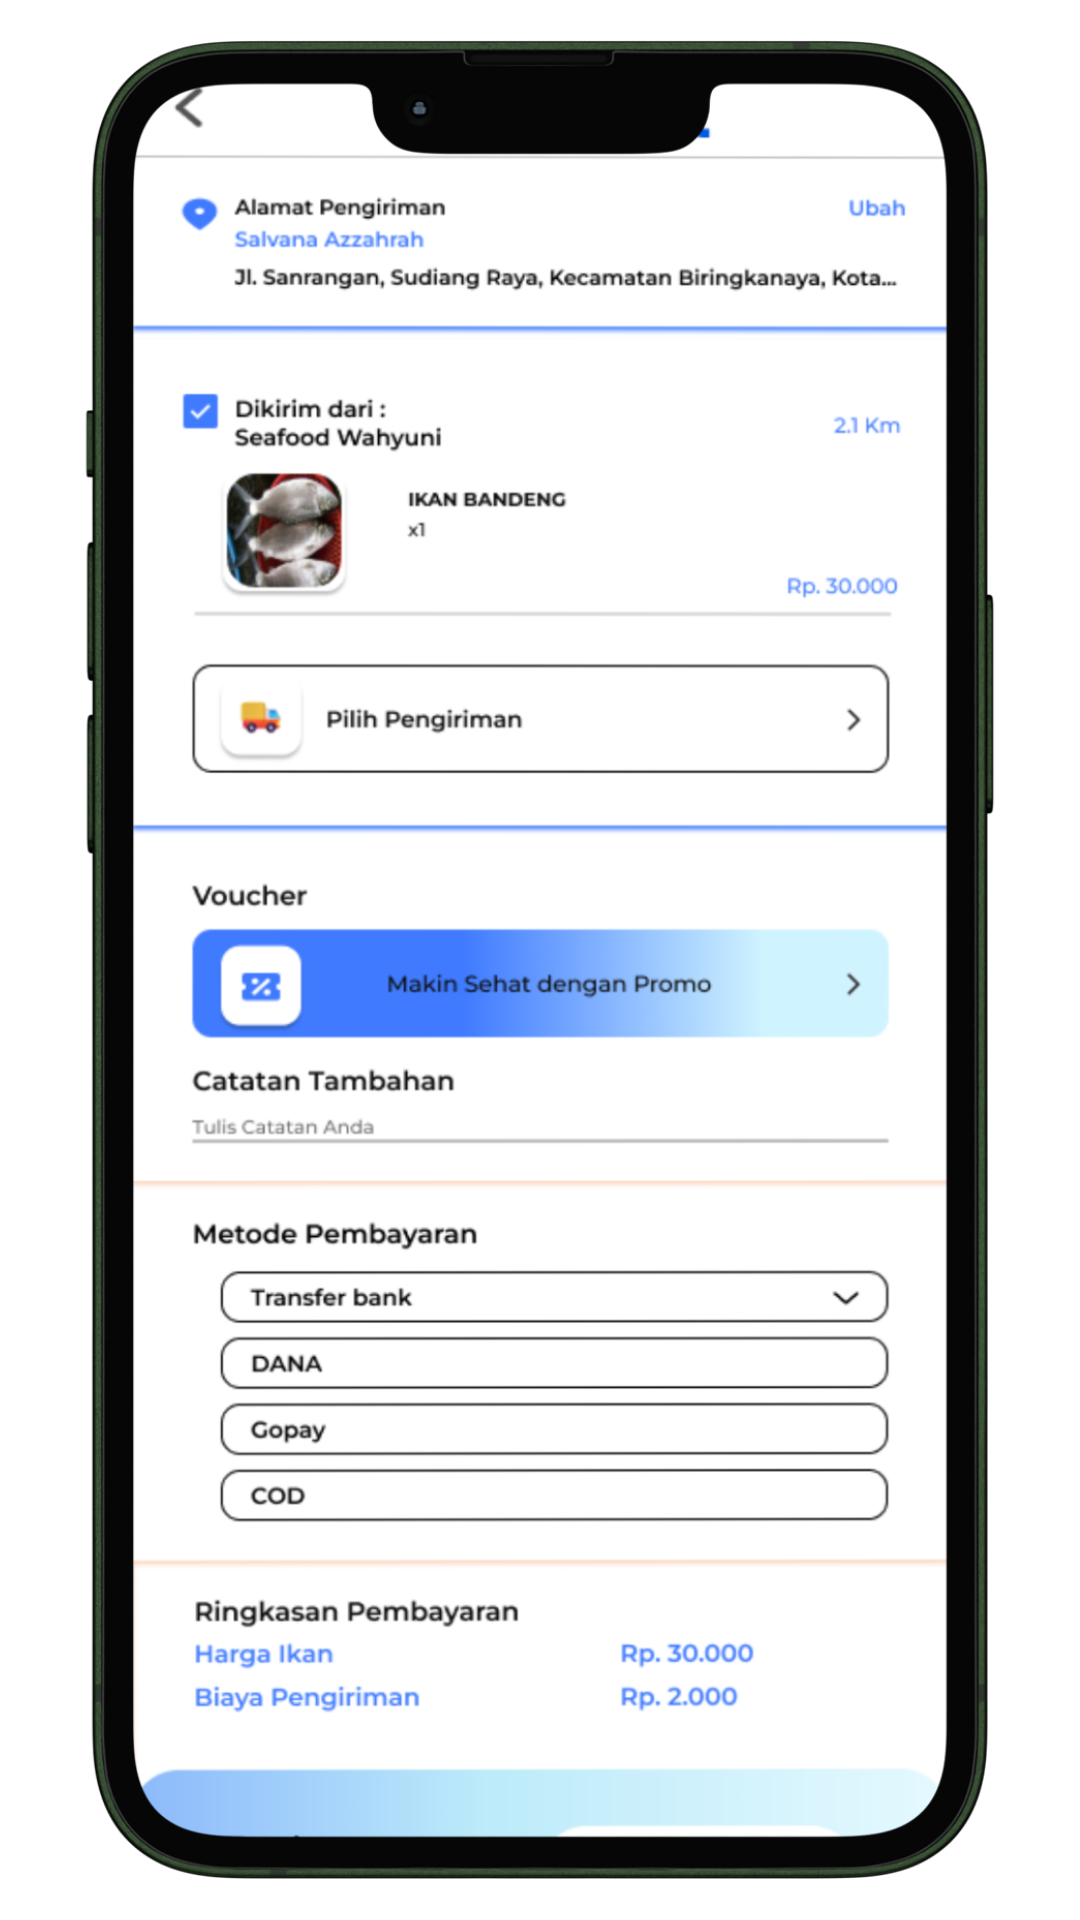 Alamat Pengiriman
Ubah
Salvana Azzahrah
Jl. Sanrangan, Sudiang Raya, Kecamatan Biringkanaya, Kota...
Dikirim dari :
Seafood Wahyuni
2.1 Km
IKAN BANDENG
x1
Rp. 30.000
Pilih Pengiriman
Voucher
Makin Sehat dengan Promo
Catatan Tambahan
Tulis Catatan Anda
Metode Pembayaran
Transfer bank
DANA
Gopay
COD
Ringkasan Pembayaran
Harga Ikan
Rp. 30.000
Biaya Pengiriman
Rp. 2.000